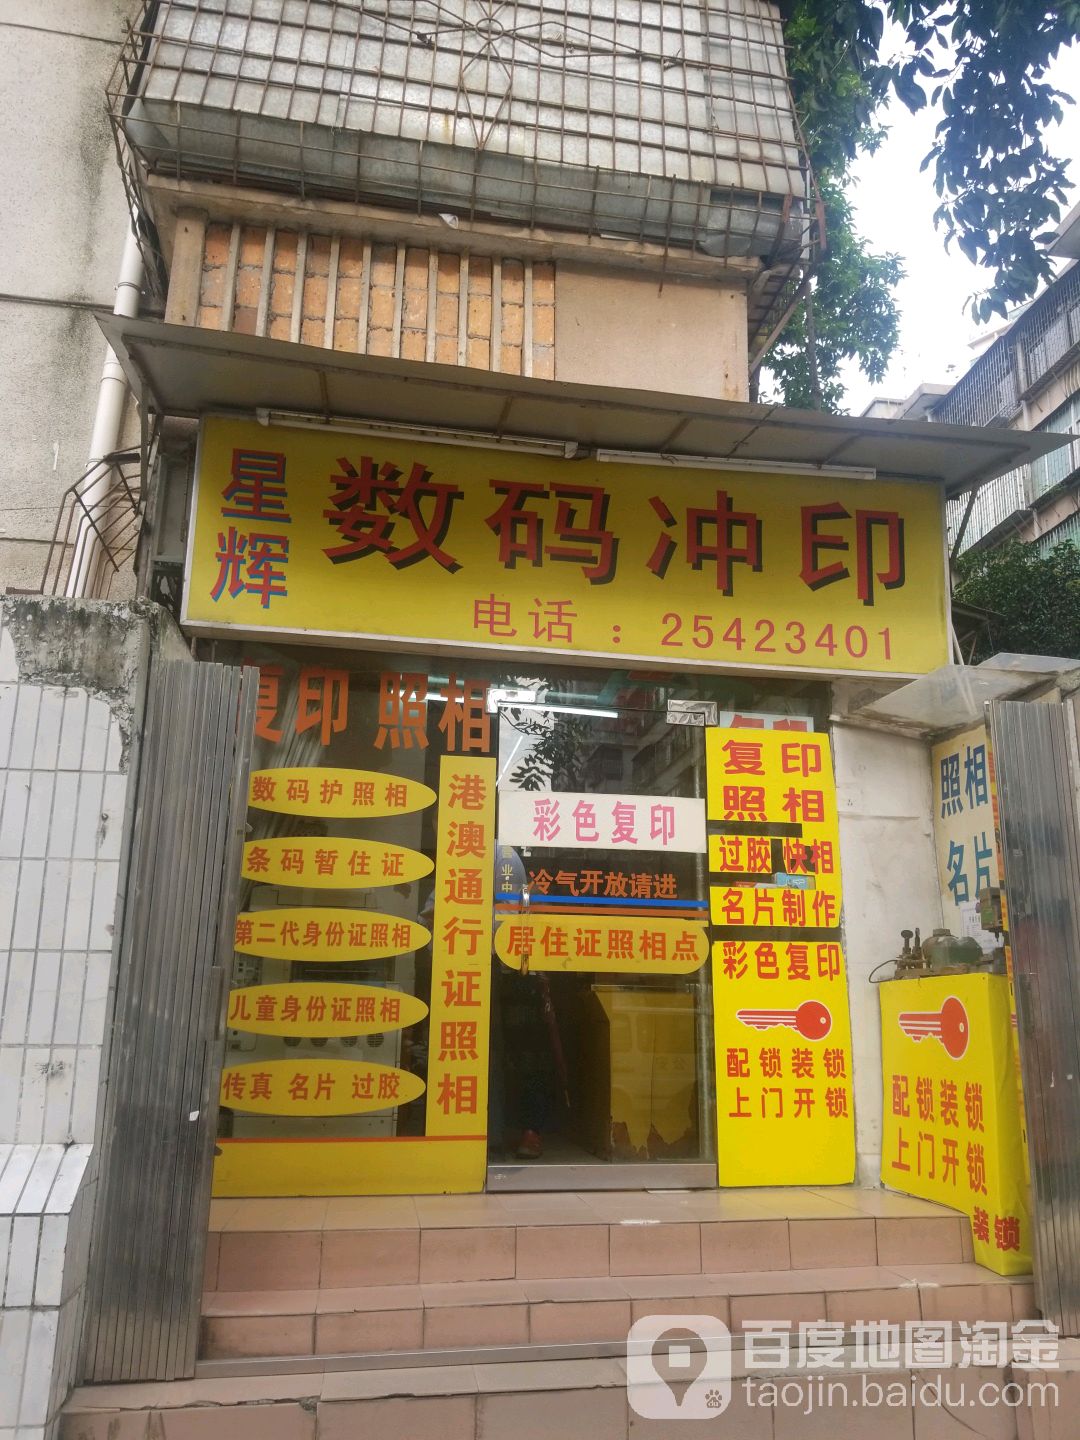 星辉
数码冲印
电话：25423401
复印 照相
数码护照相
条码暂住证
第二代身份证照相
儿童身份证照相
传真 名片 过胶
港澳通行证照相
彩色复印
营业中
冷气开放请进
居住证照相点
复印
复印
照相
过胶 快相
名片制作
彩色复印
配锁装锁
上门开锁
照相
名片
配锁装锁
上门开锁
装锁
百度地图淘金
taojin.baidu.com